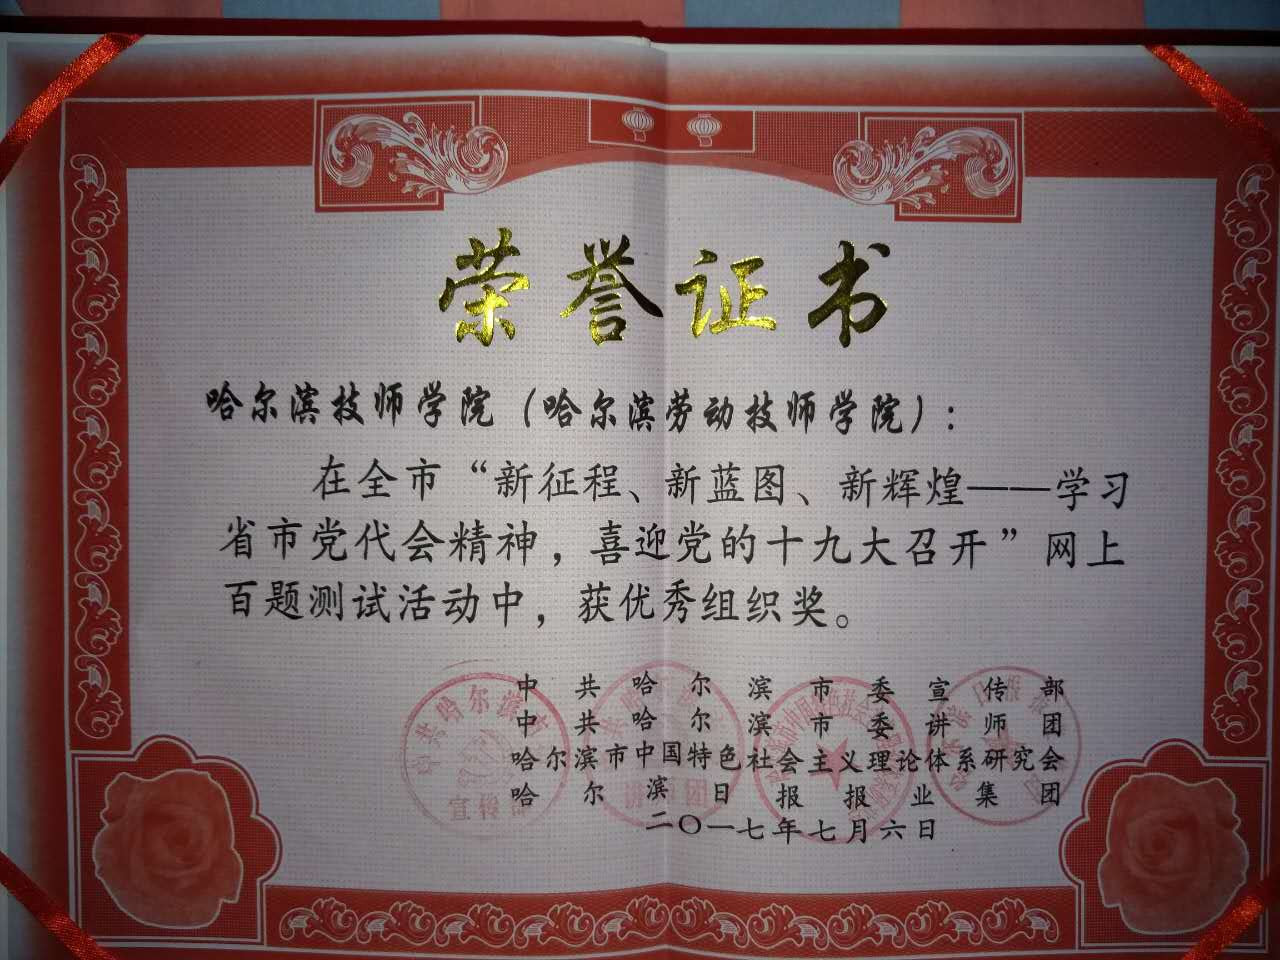 荣誉证书
哈尔滨技师学院（哈尔滨劳动技师学院）：
在全市“新征程、新蓝图、新辉煌——学习
省市党代会精神，喜迎党的十九大召开”网上
百题测试活动中，获优秀组织奖。
中共哈尔滨市委宣传部
中共哈尔滨市委讲师团
哈尔滨市中国特色社会主义理论体系研究会
哈尔滨日报报业集团
二〇一七年七月六日